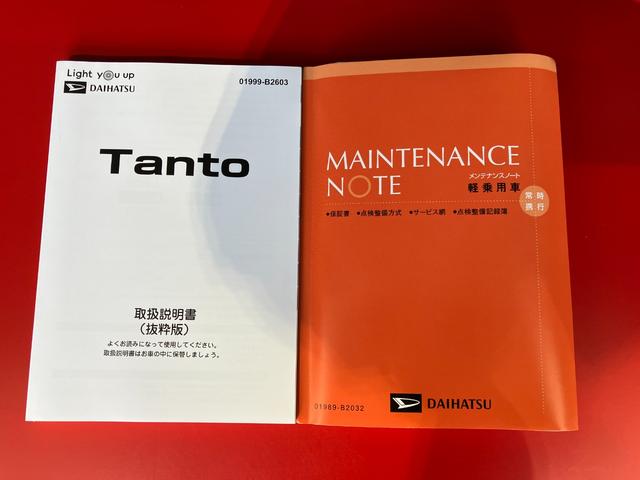 Light you up
DAIHATSU
01999-B2603
Tanto
取扱説明書
(抜粋版)
よくお読みになって使用してください。
取扱説明書はお車の中に保管しましょう。
MAINTENANCE
NOTE
メンテナンスノート
軽乗用車
常時
携行
●保証書 ●点検整備方式 ●サービス網 ●点検整備記録簿
01989-B2032
DAIHATSU